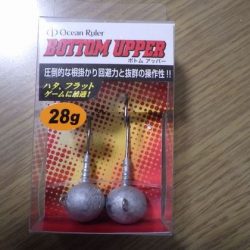 Ocean Ruler
BOTTOM UPPER
ボトム アッパー
圧倒的な根掛かり回避力と抜群の操作性!!
ハタ、フラット
ゲームに最適!
28g